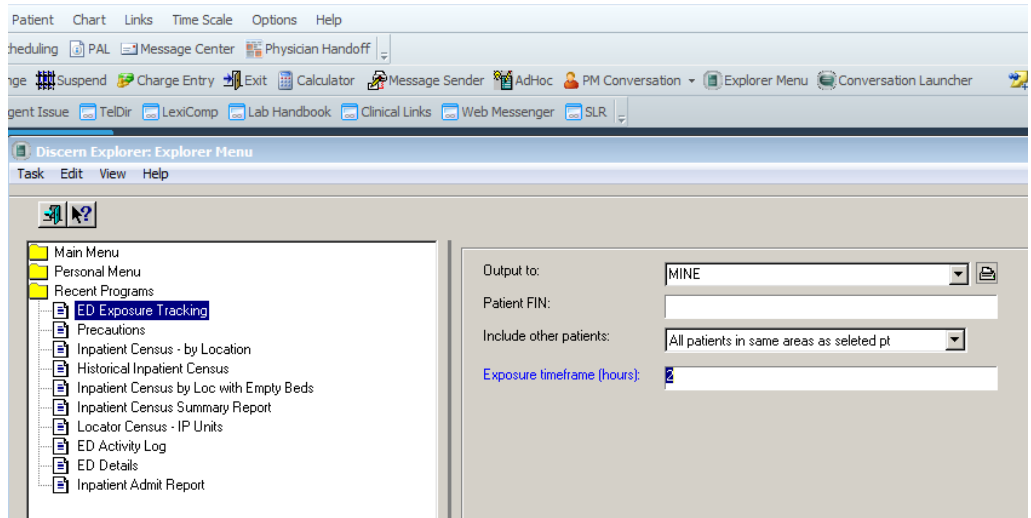 Patient Chart Links Time Scale Options Help
PAL Message Center Physician Handoff
Suspend Charge Entry Exit Calculator Message Sender AdHoc PM Conversation Explorer Menu Conversation Launcher
Issue TelDir LexiComp Lab Handbook Clinical Links Web Messenger SLR
Discern Explorer: Explorer Menu
Task Edit View Help
Main Menu
Personal Menu
Recent Programs
ED Exposure Tracking
Precautions
Inpatient Census - by Location
Historical Inpatient Census
Inpatient Census by Loc with Empty Beds
Inpatient Census Summary Report
Locator Census - IP Units
ED Activity Log
ED Details
Inpatient Admit Report
Output to: MINE
Patient FIN:
Include other patients: All patients in same areas as seleted pt
Exposure timeframe (hours): 2